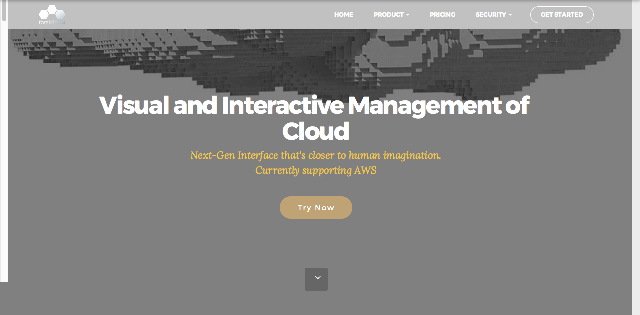 HOME PRODUCT PRICING SECURITY GET STARTED
Visual and Interactive Management of
Cloud
Next-Gen Interface that's closer to human imagination.
Currently supporting AWS
Try Now